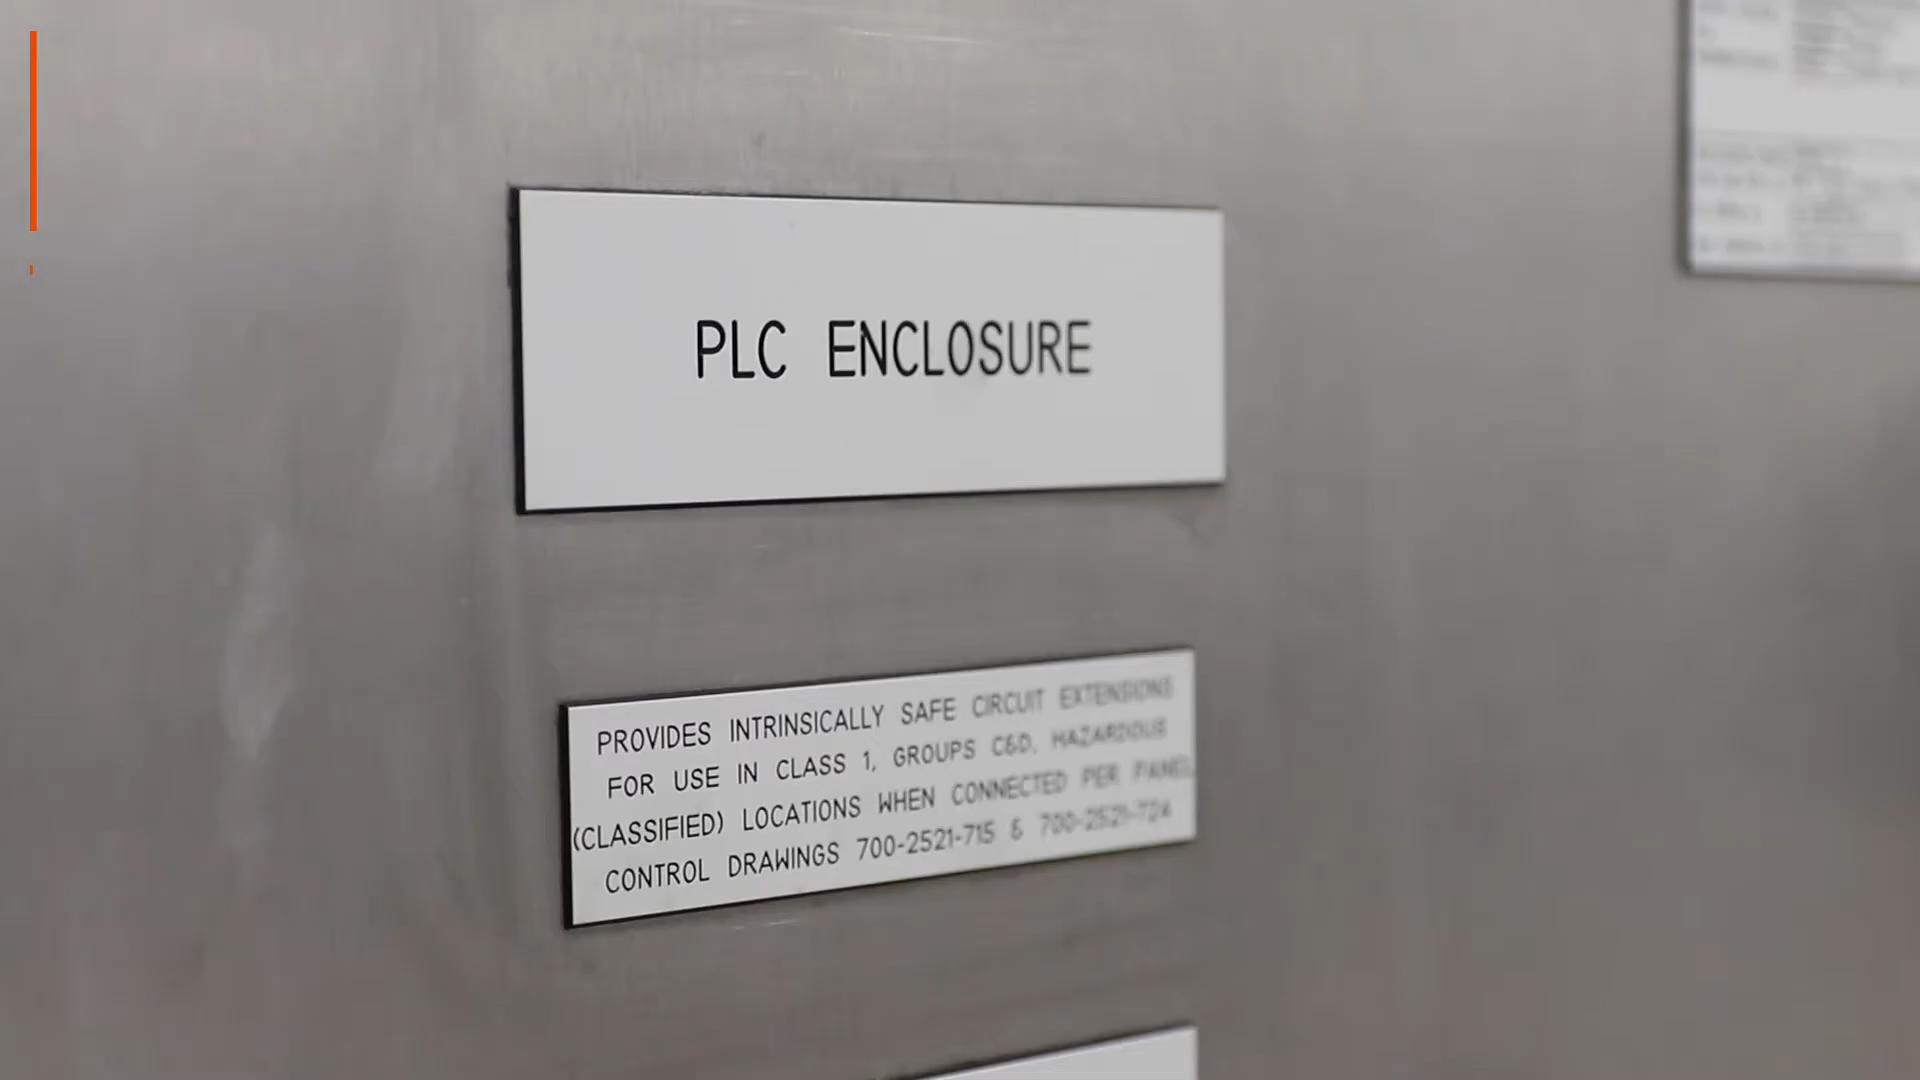 PLC ENCLOSURE
PROVIDES INTRINSICALLY SAFE CIRCUIT EXTENSIONS
FOR USE IN CLASS 1, GROUPS C&D, HAZARDOUS
(CLASSIFIED) LOCATIONS WHEN CONNECTED PER PANEL
CONTROL DRAWINGS 700-2521-715 & 700-2521-724